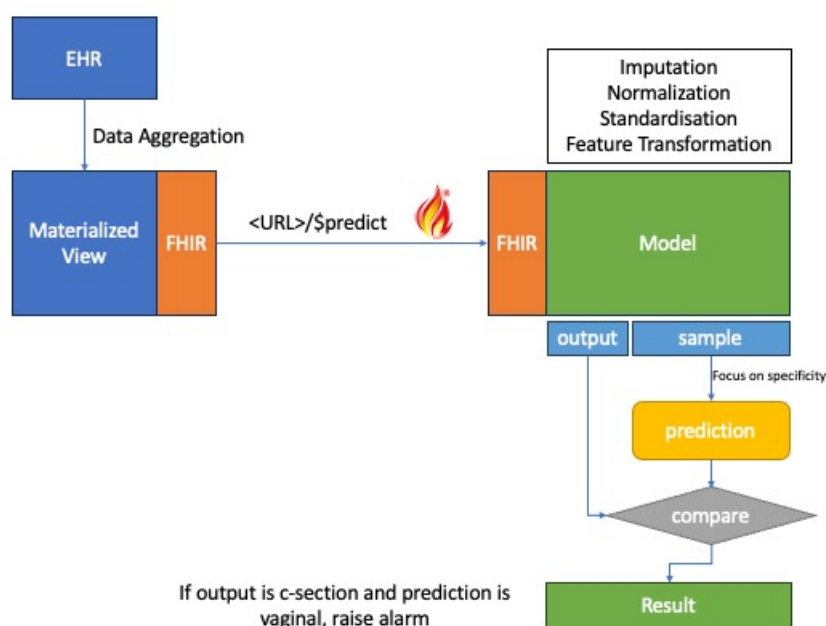 EHR
Imputation
Normalization
Standardisation
Feature Transformation
Data Aggregation
Materialized
View
FHIR
<URL>/$predict
®
FHIR
Model
output
sample
Focus on specificity
prediction
compare
If output is c-section and prediction is
vaginal, raise alarm
Result